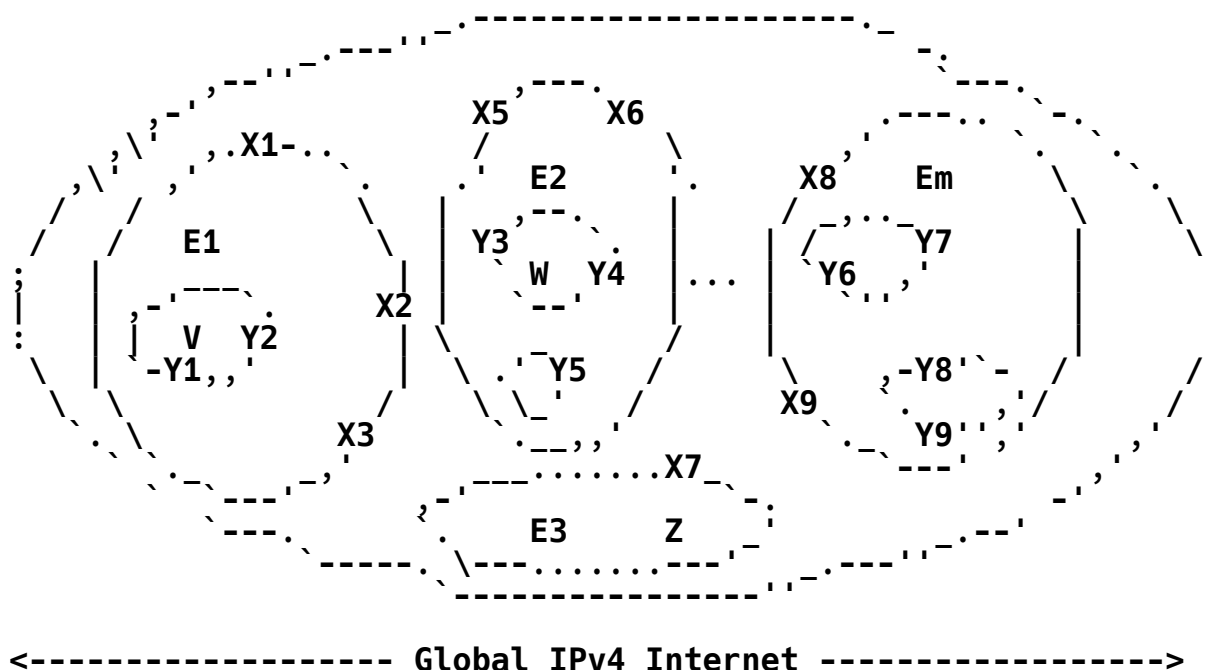 X5 X6
X1
E2 X8 Em
E1 Y3 Y7
W Y4 ... Y6
X2
V Y2
Y1 Y5 Y8
X9
X3 Y9
X7
E3 Z
<------------------- Global IPv4 Internet ------------------>